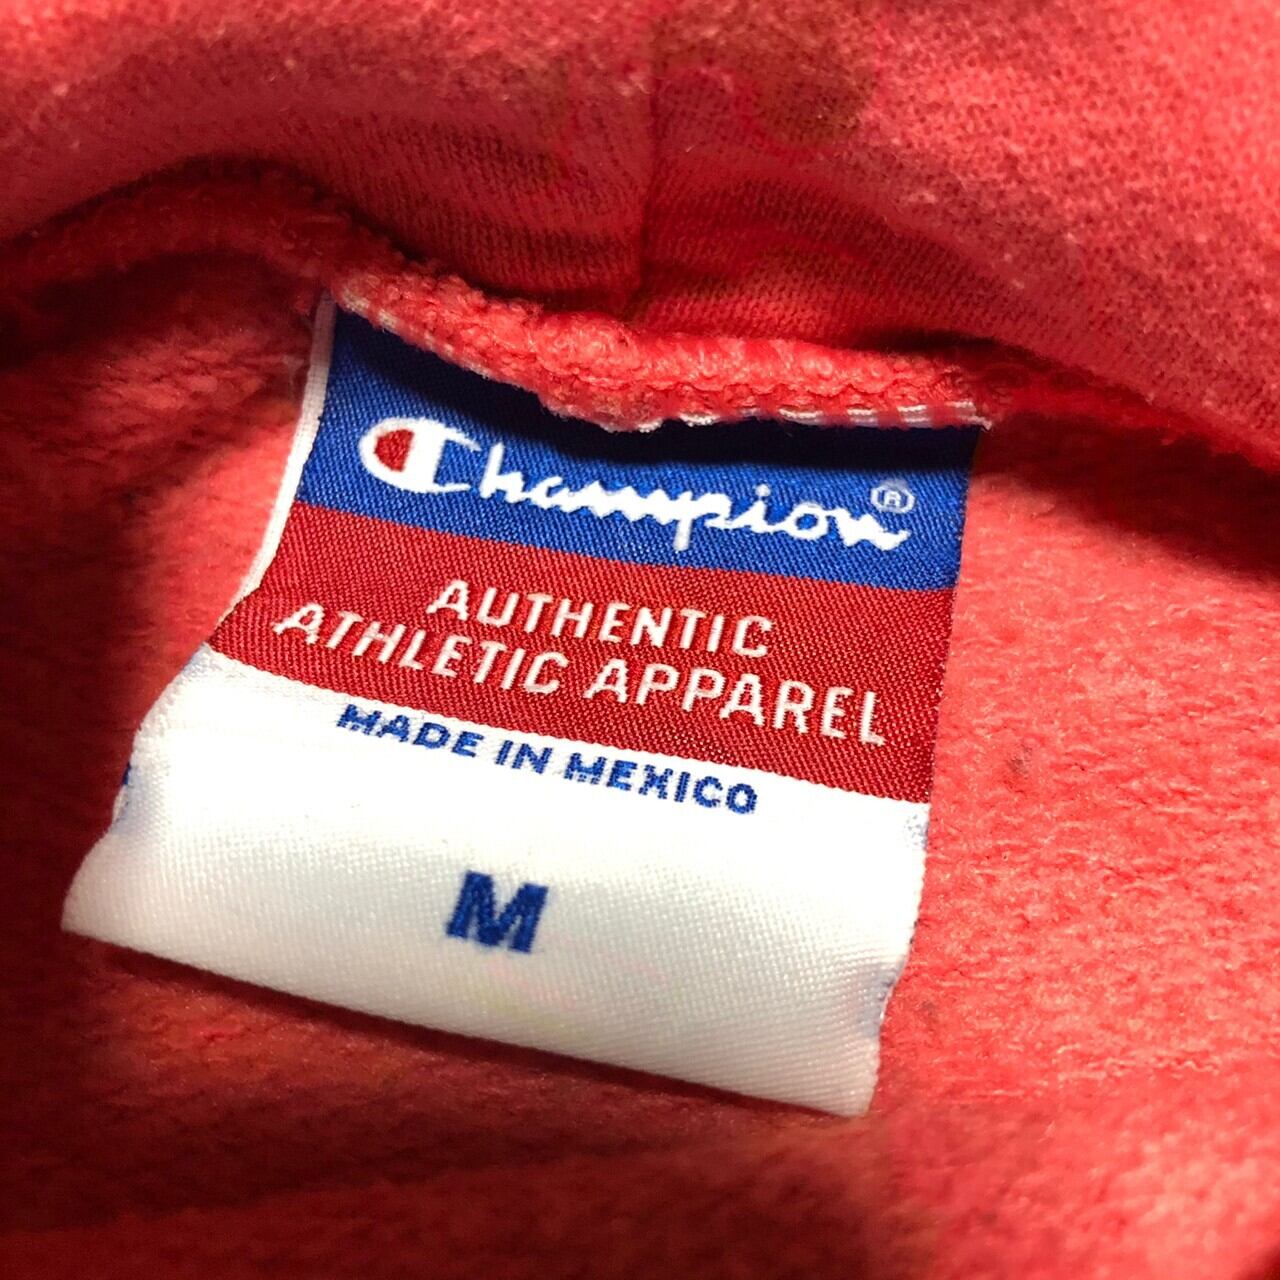 Champion®
AUTHENTIC
ATHLETIC APPAREL
MADE IN MEXICO
M